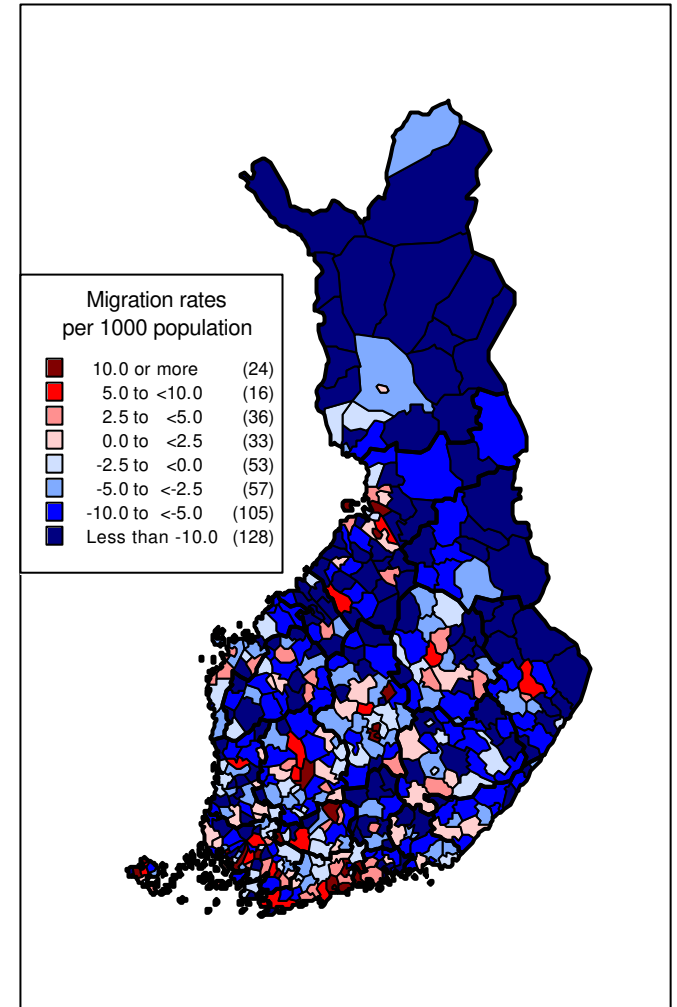 Migration rates
per 1000 population
10.0 or more (24)
5.0 to <10.0 (16)
2.5 to <5.0 (36)
0.0 to <2.5 (33)
-2.5 to <0.0 (53)
-5.0 to <-2.5 (57)
-10.0 to <-5.0 (105)
Less than -10.0 (128)